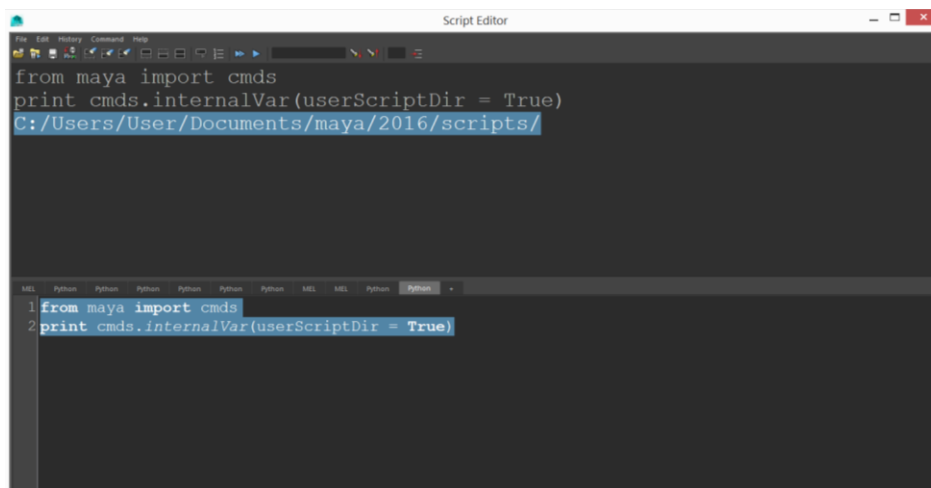 Script Editor
File Edit History Command Help
from maya import cmds
print cmds.internalVar(userScriptDir = True)
C:/Users/User/Documents/maya/2016/scripts/
MEL Python Python Python Python Python Python MEL MEL Python Python +
1 from maya import cmds
2 print cmds.internalVar(userScriptDir = True)